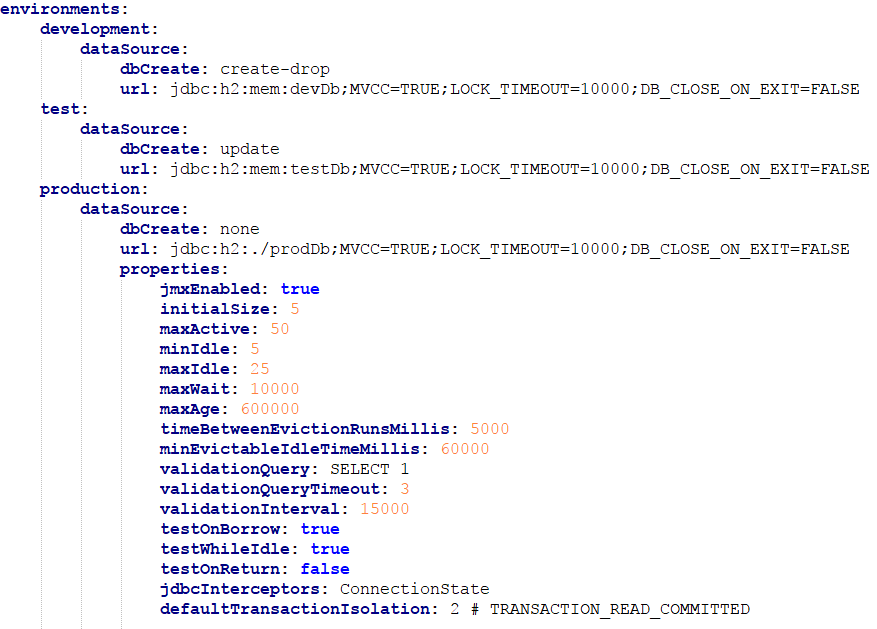 environments:
    development:
        dataSource:
            dbCreate: create-drop
            url: jdbc:h2:mem:devDb;MVCC=TRUE;LOCK_TIMEOUT=10000;DB_CLOSE_ON_EXIT=FALSE
    test:
        dataSource:
            dbCreate: update
            url: jdbc:h2:mem:testDb;MVCC=TRUE;LOCK_TIMEOUT=10000;DB_CLOSE_ON_EXIT=FALSE
    production:
        dataSource:
            dbCreate: none
            url: jdbc:h2:./prodDb;MVCC=TRUE;LOCK_TIMEOUT=10000;DB_CLOSE_ON_EXIT=FALSE
            properties:
                jmxEnabled: true
                initialSize: 5
                maxActive: 50
                minIdle: 5
                maxIdle: 25
                maxWait: 10000
                maxAge: 600000
                timeBetweenEvictionRunsMillis: 5000
                minEvictableIdleTimeMillis: 60000
                validationQuery: SELECT 1
                validationQueryTimeout: 3
                validationInterval: 15000
                testOnBorrow: true
                testWhileIdle: true
                testOnReturn: false
                jdbcInterceptors: ConnectionState
                defaultTransactionIsolation: 2 # TRANSACTION_READ_COMMITTED